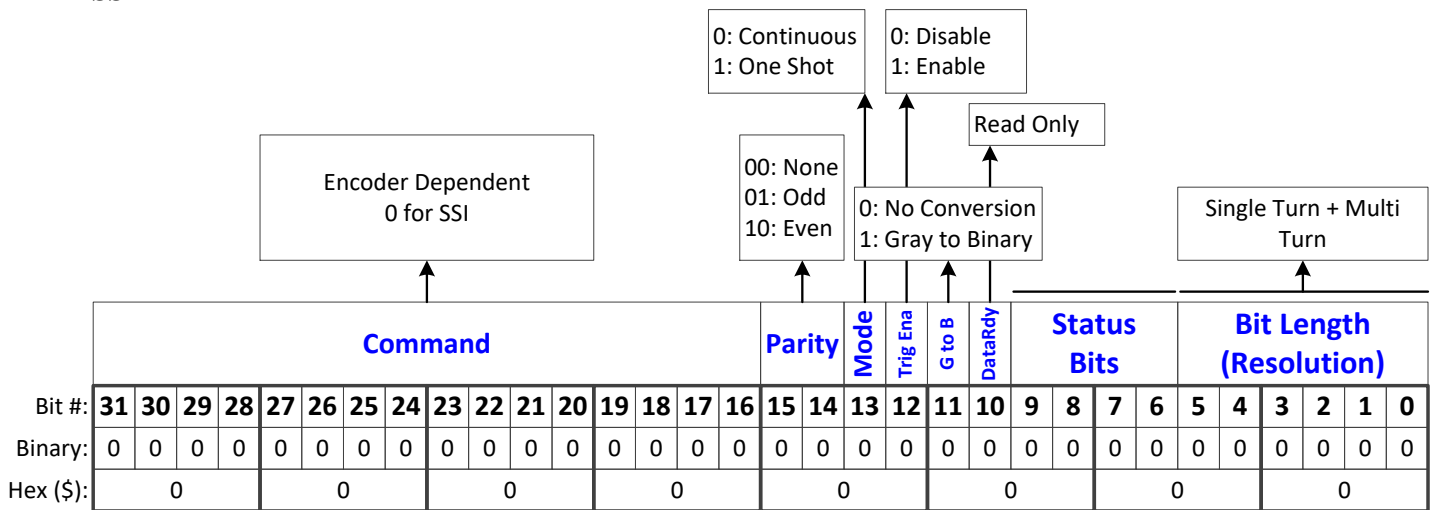 0: Continuous
1: One Shot
0: Disable
1: Enable
Read Only
Encoder Dependent
0 for SSI
00: None
01: Odd
10: Even
0: No Conversion
1: Gray to Binary
Single Turn + Multi
Turn
Command
Parity
Mode
Trig Ena
G to B
DataRdy
Status
Bits
Bit Length
(Resolution)
Bit #: 31 30 29 28 27 26 25 24 23 22 21 20 19 18 17 16 15 14 13 12 11 10 9 8 7 6 5 4 3 2 1 0
Binary: 0 0 0 0 0 0 0 0 0 0 0 0 0 0 0 0 0 0 0 0 0 0 0 0 0 0 0 0 0 0 0 0
Hex ($): 0 0 0 0 0 0 0 0